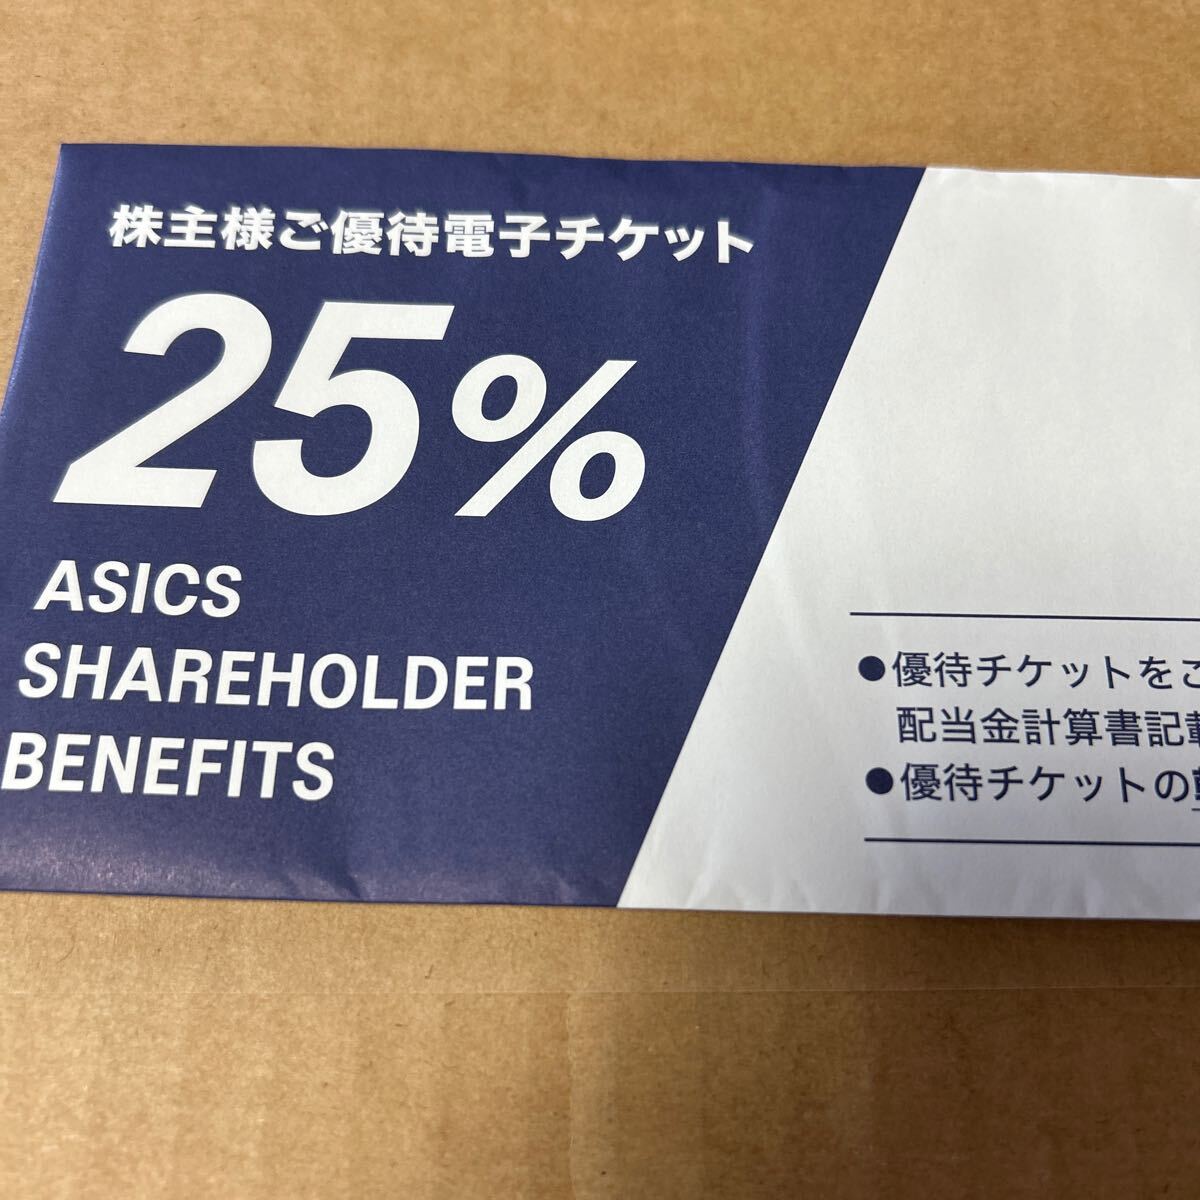 株主様ご優待電子チケット
25%
ASICS
SHAREHOLDER
BENEFITS
●優待チケットをご
配当金計算書記載
●優待チケットの